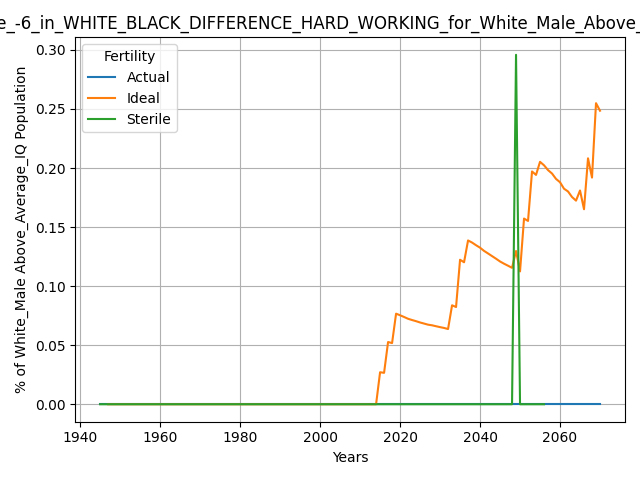 e_-6_in_WHITE_BLACK_DIFFERENCE_HARD_WORKING_for_White_Male_Above_
% of White_Male Above_Average_IQ Population
0.30
0.25
0.20
0.15
0.10
0.05
0.00
Fertility
Actual
Ideal
Sterile
1940 1960 1980 2000 2020 2040 2060
Years